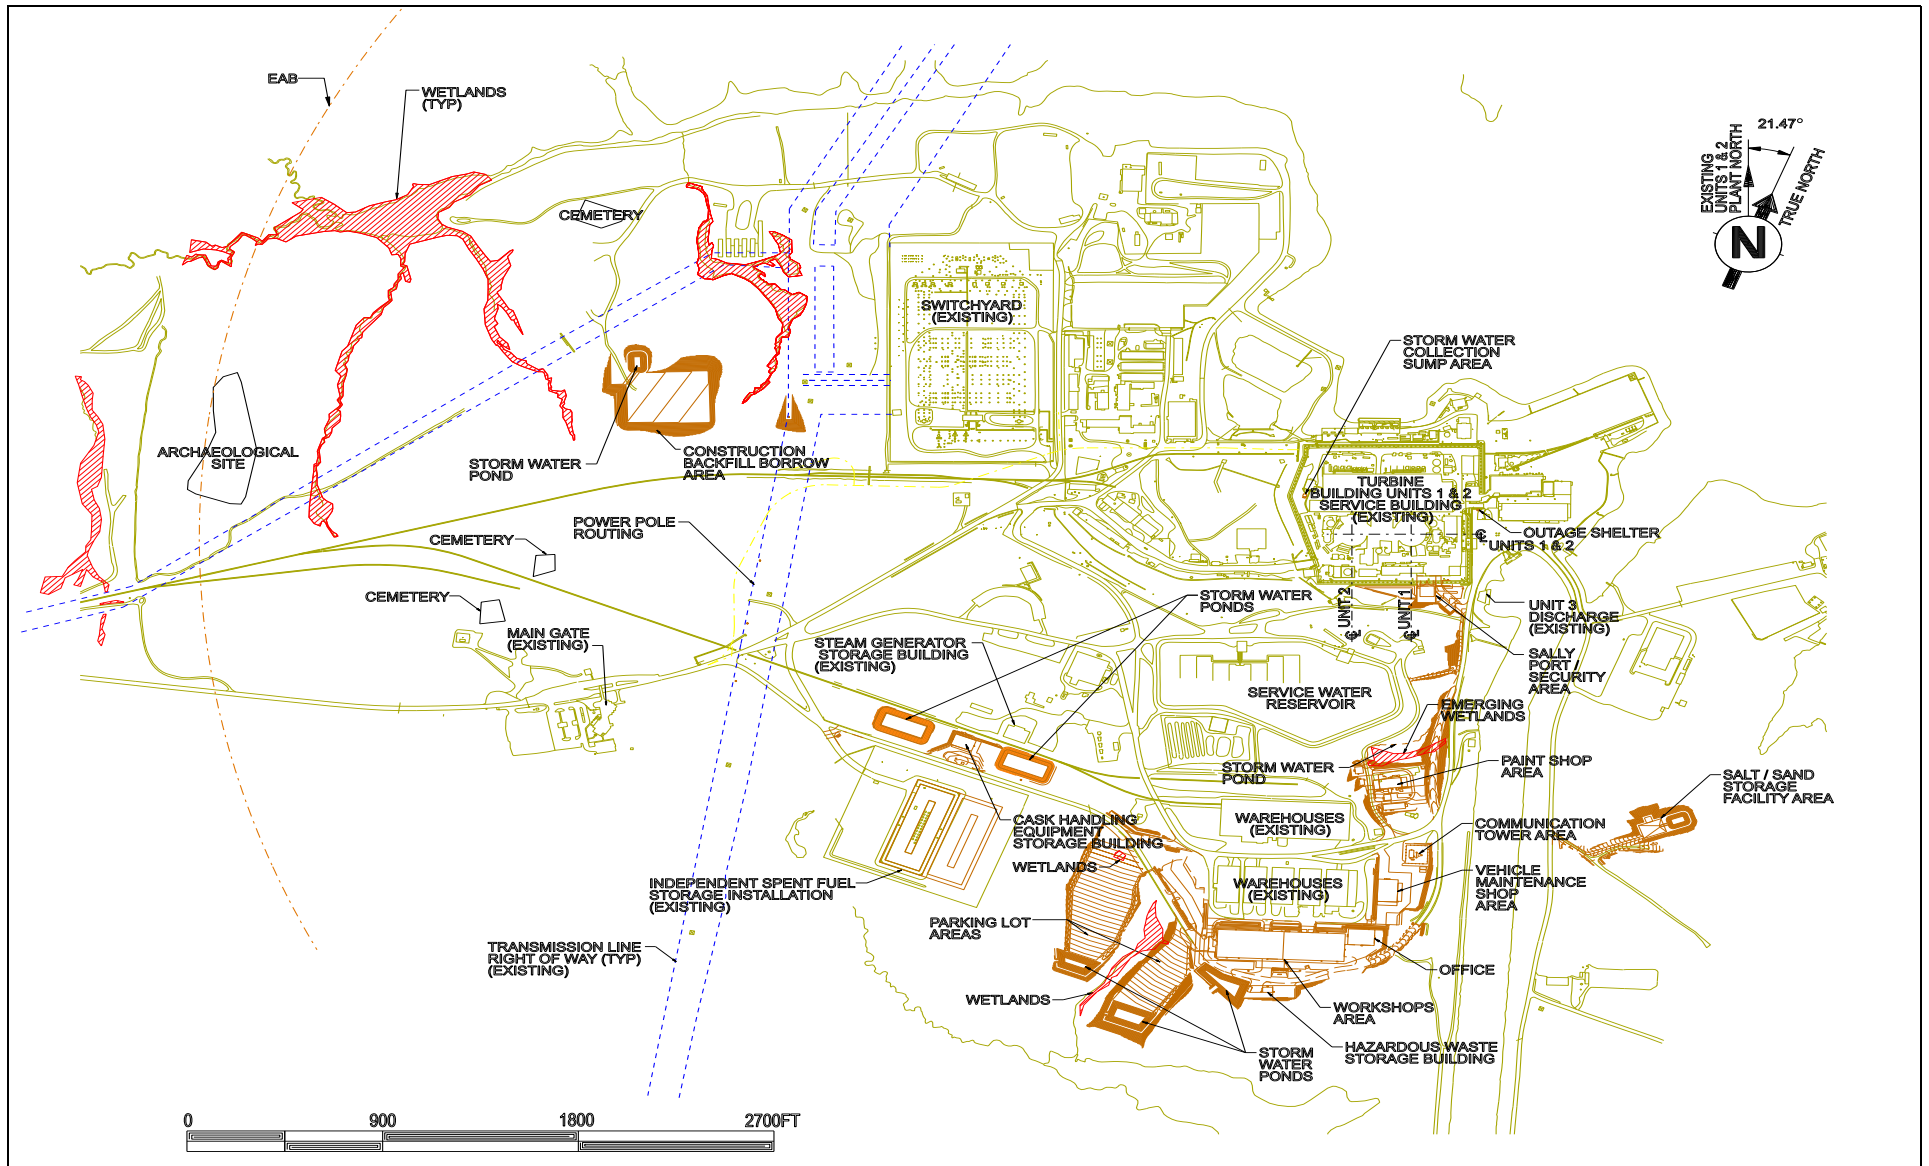 EAB
WETLANDS
(TYP)
21.47°
EXISTING
UNITS 1 & 2
PLANT NORTH
TRUE NORTH
N
CEMETERY
SWITCHYARD
(EXISTING)
STORM WATER
COLLECTION
SUMP AREA
ARCHAEOLOGICAL
SITE
STORM WATER
POND
CONSTRUCTION
BACKFILL BORROW
AREA
TURBINE
BUILDING UNITS 1 & 2
SERVICE BUILDING
(EXISTING)
POWER POLE
ROUTING
CEMETERY
OUTAGE SHELTER
UNITS 1 & 2
CEMETERY
STORM WATER
PONDS
UNIT 2
UNIT 1
UNIT 3
DISCHARGE
(EXISTING)
MAIN GATE
(EXISTING)
STEAM GENERATOR
STORAGE BUILDING
(EXISTING)
SALLY
PORT /
SECURITY
AREA
SERVICE WATER
RESERVOIR
EMERGING
WETLANDS
STORM WATER
POND
PAINT SHOP
AREA
SALT / SAND
STORAGE
FACILITY AREA
CASK HANDLING
EQUIPMENT
STORAGE BUILDING
WAREHOUSES
(EXISTING)
COMMUNICATION
TOWER AREA
WETLANDS
INDEPENDENT SPENT FUEL
STORAGE INSTALLATION
(EXISTING)
WAREHOUSES
(EXISTING)
VEHICLE
MAINTENANCE
SHOP
AREA
PARKING LOT
AREAS
TRANSMISSION LINE
RIGHT OF WAY (TYP)
(EXISTING)
OFFICE
WETLANDS
WORKSHOPS
AREA
HAZARDOUS WASTE
STORAGE BUILDING
STORM
WATER
PONDS
0 900 1800 2700FT